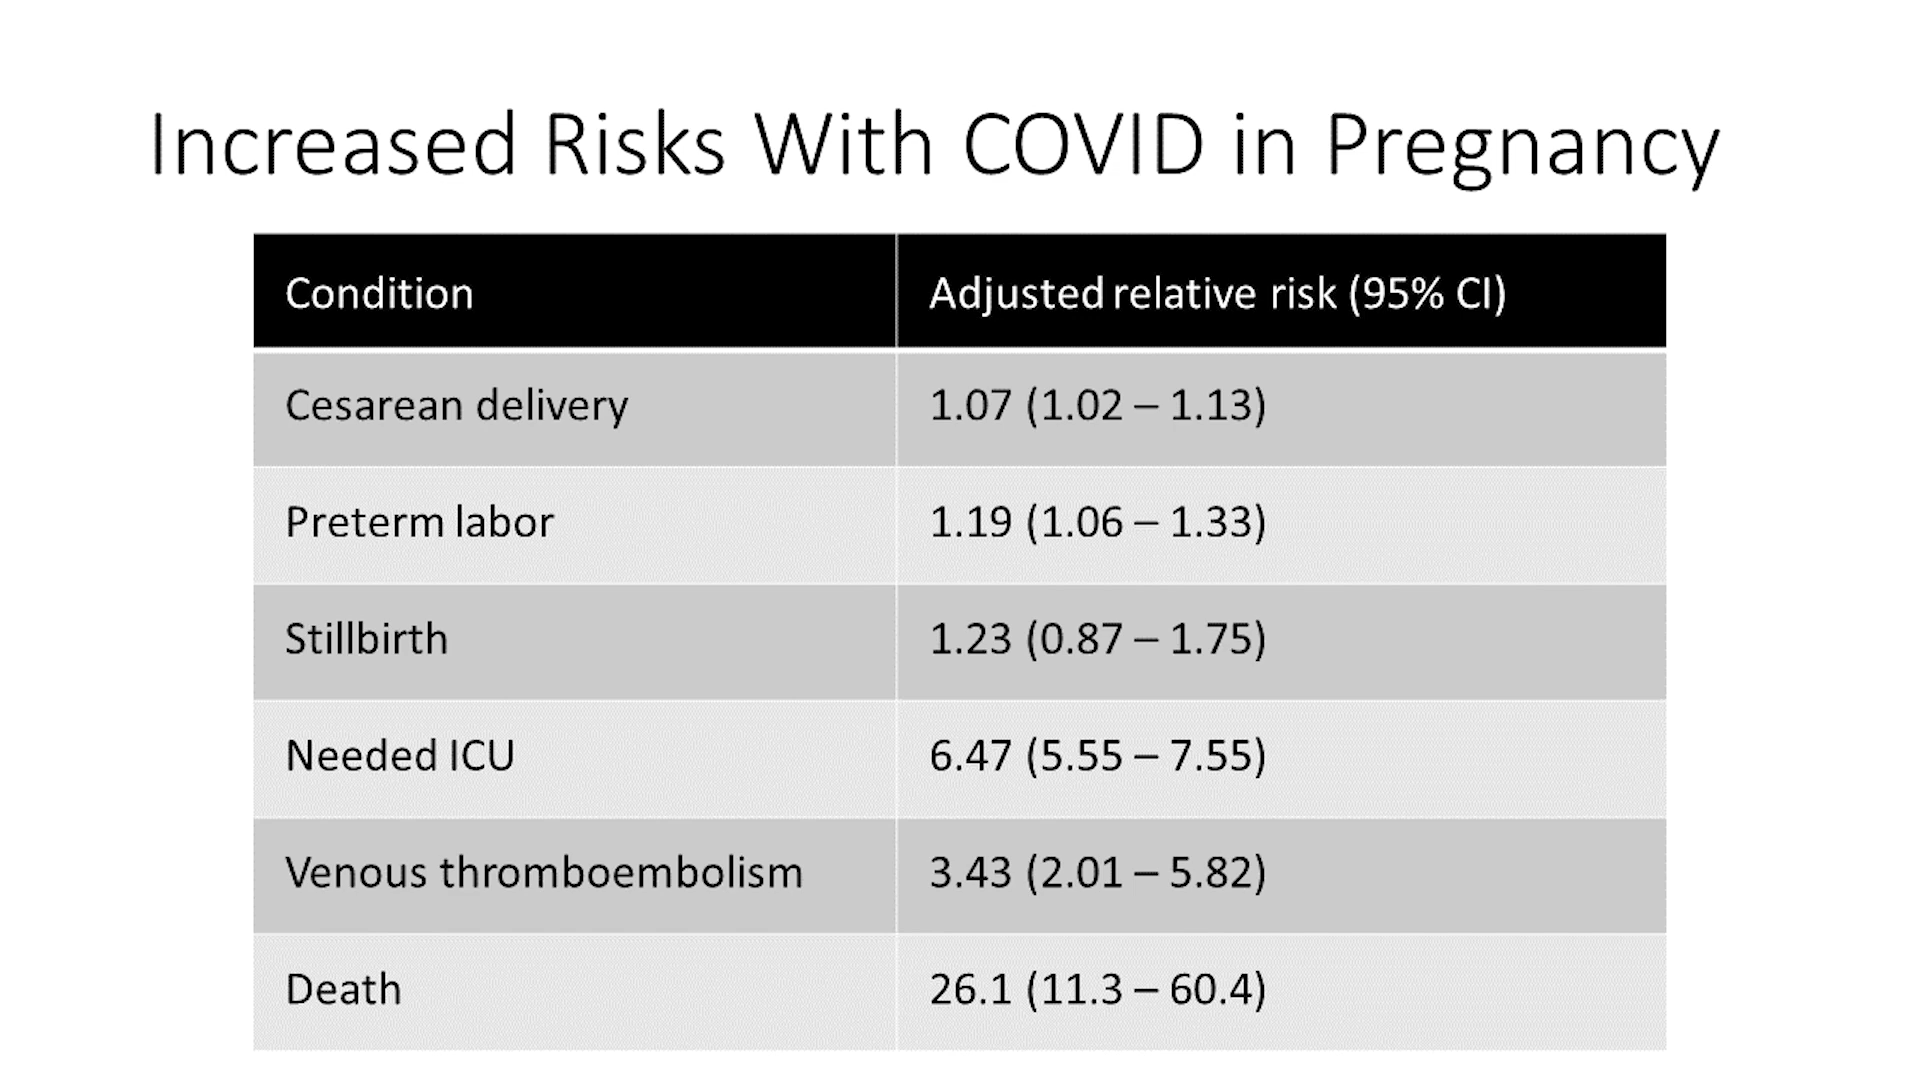 Increased Risks With COVID in Pregnancy
Condition Adjusted relative risk (95% CI)
Cesarean delivery 1.07 (1.02 – 1.13)
Preterm labor 1.19 (1.06 – 1.33)
Stillbirth 1.23 (0.87 – 1.75)
Needed ICU 6.47 (5.55 – 7.55)
Venous thromboembolism 3.43 (2.01 – 5.82)
Death 26.1 (11.3 – 60.4)